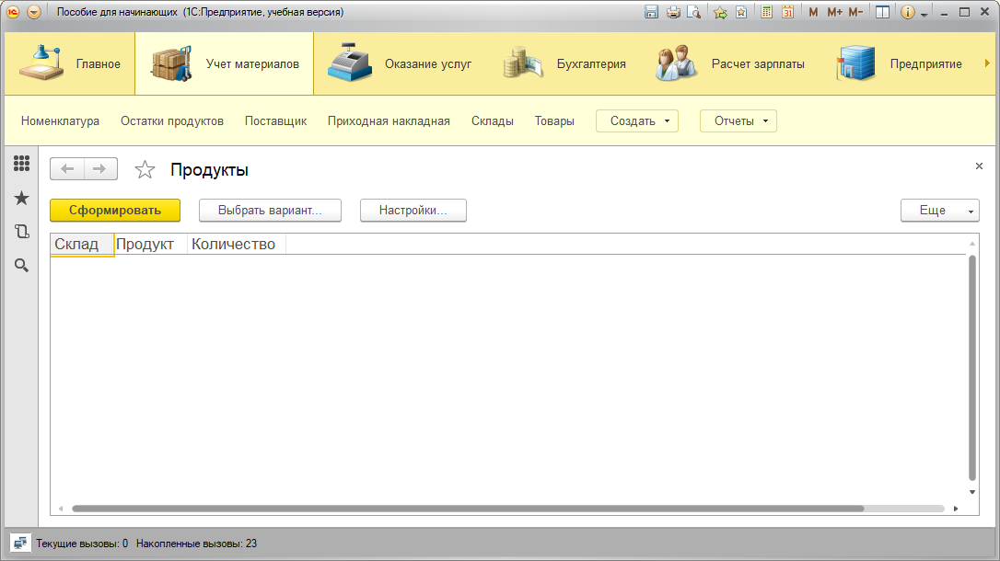 Пособие для начинающих (1С:Предприятие, учебная версия)
31 M M+ M-
Главное Учет материалов Оказание услуг Бухгалтерия Расчет зарплаты Предприятие
Номенклатура Остатки продуктов Поставщик Приходная накладная Склады Товары Создать Отчеты
Продукты
Сформировать Выбрать вариант... Настройки... Еще
Склад Продукт Количество
Текущие вызовы: 0 Накопленные вызовы: 23